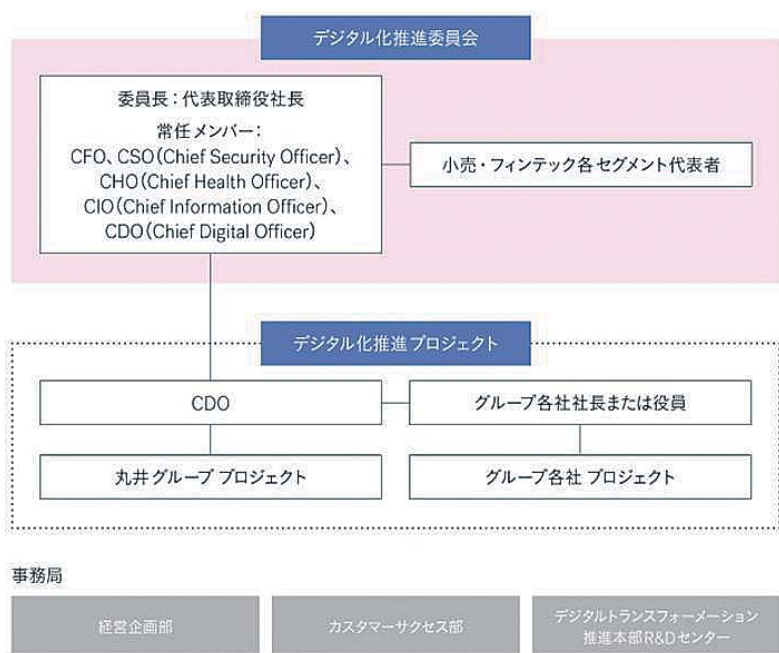 デジタル化推進委員会
委員長：代表取締役社長
常任メンバー：
CFO、CSO（Chief Security Officer）、
CHO（Chief Health Officer）、
CIO（Chief Information Officer）、
CDO（Chief Digital Officer）
小売・フィンテック各セグメント代表者
デジタル化推進プロジェクト
CDO
グループ各社社長または役員
丸井グループ プロジェクト
グループ各社 プロジェクト
事務局
経営企画部
カスタマーサクセス部
デジタルトランスフォーメーション
推進本部R&Dセンター